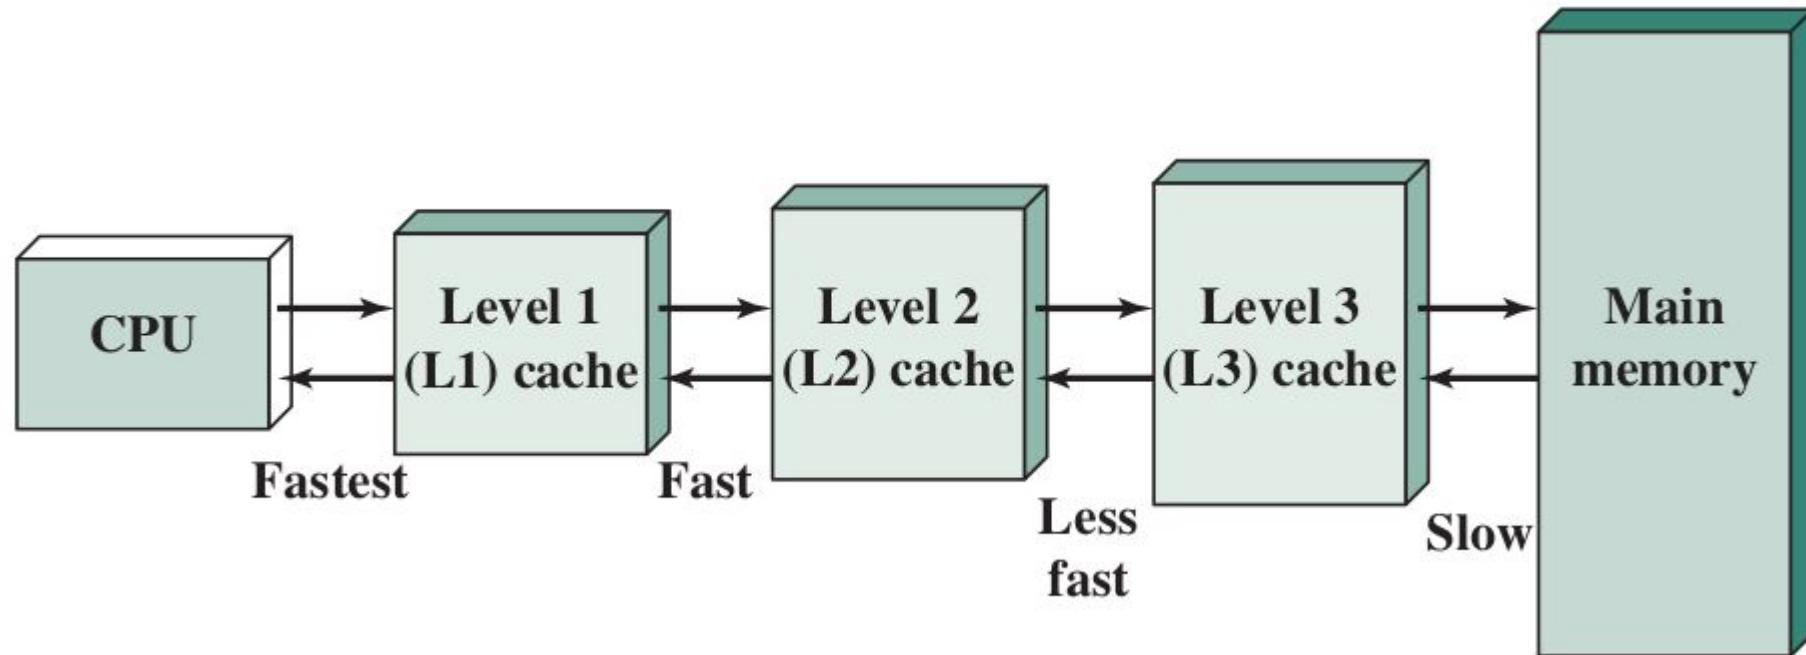 CPU
Level 1
(L1) cache
Level 2
(L2) cache
Level 3
(L3) cache
Main
memory
Fastest
Fast
Less
fast
Slow